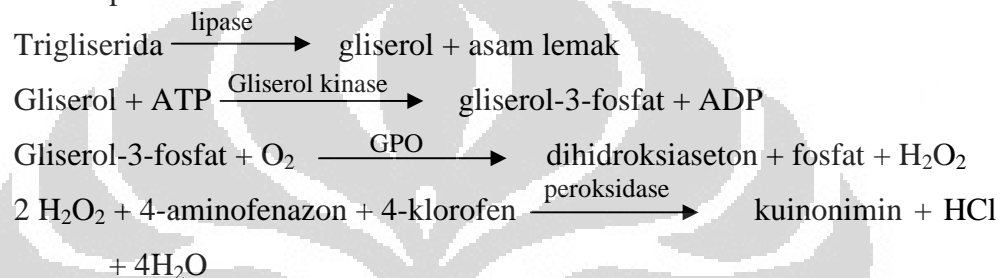 lipase
Trigliserida → gliserol + asam lemak
Gliserol kinase
Gliserol + ATP → gliserol-3-fosfat + ADP
GPO
Gliserol-3-fosfat + O₂ → dihidroksiaseton + fosfat + H₂O₂
peroksidase
2 H₂O₂ + 4-aminofenazon + 4-klorofen → kuinonimin + HCl
+ 4H₂O